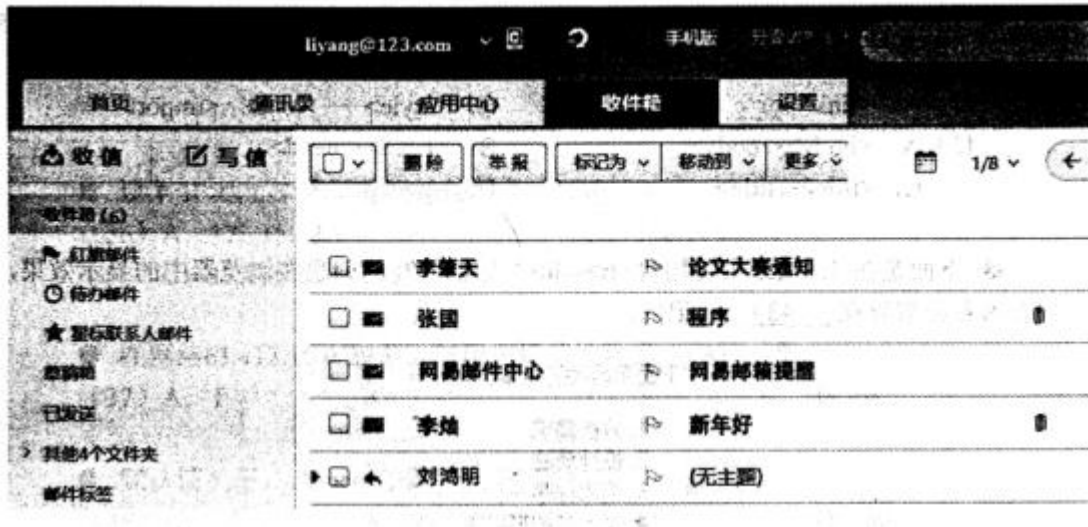 liyang@123.com 手机版
首页 通讯录 应用中心 收件箱 设置
收信 写信 删除 举报 标记为 移动到 更多 1/8
收件箱(6)
红旗邮件
待办邮件
星标联系人邮件
草稿箱
已发送
其他4个文件夹
邮件标签
李肇天 论文大赛通知
张国 程序
网易邮件中心 网易邮箱提醒
李灿 新年好
刘鸿明 (无主题)